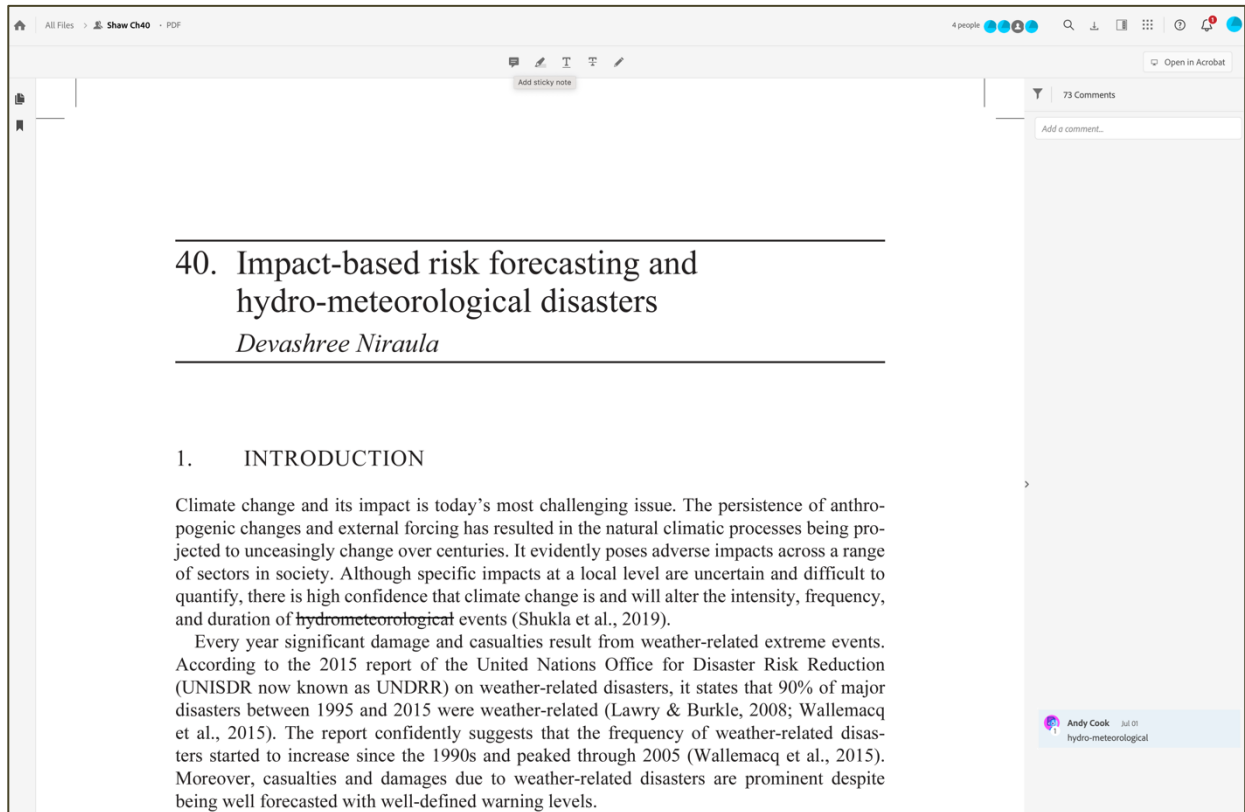 All Files > Shaw Ch40 • PDF
4 people
1
Add sticky note
Open in Acrobat
73 Comments
Add a comment...
40. Impact-based risk forecasting and
hydro-meteorological disasters
Devashree Niraula
1. INTRODUCTION
Climate change and its impact is today's most challenging issue. The persistence of anthro-
pogenic changes and external forcing has resulted in the natural climatic processes being pro-
jected to unceasingly change over centuries. It evidently poses adverse impacts across a range
of sectors in society. Although specific impacts at a local level are uncertain and difficult to
quantify, there is high confidence that climate change is and will alter the intensity, frequency,
and duration of hydrometeorological events (Shukla et al., 2019).
Every year significant damage and casualties result from weather-related extreme events.
According to the 2015 report of the United Nations Office for Disaster Risk Reduction
(UNISDR now known as UNDRR) on weather-related disasters, it states that 90% of major
disasters between 1995 and 2015 were weather-related (Lawry & Burkle, 2008; Wallemacq
et al., 2015). The report confidently suggests that the frequency of weather-related disas-
ters started to increase since the 1990s and peaked through 2005 (Wallemacq et al., 2015).
Moreover, casualties and damages due to weather-related disasters are prominent despite
being well forecasted with well-defined warning levels.
Andy Cook Jul 01
1
hydro-meteorological